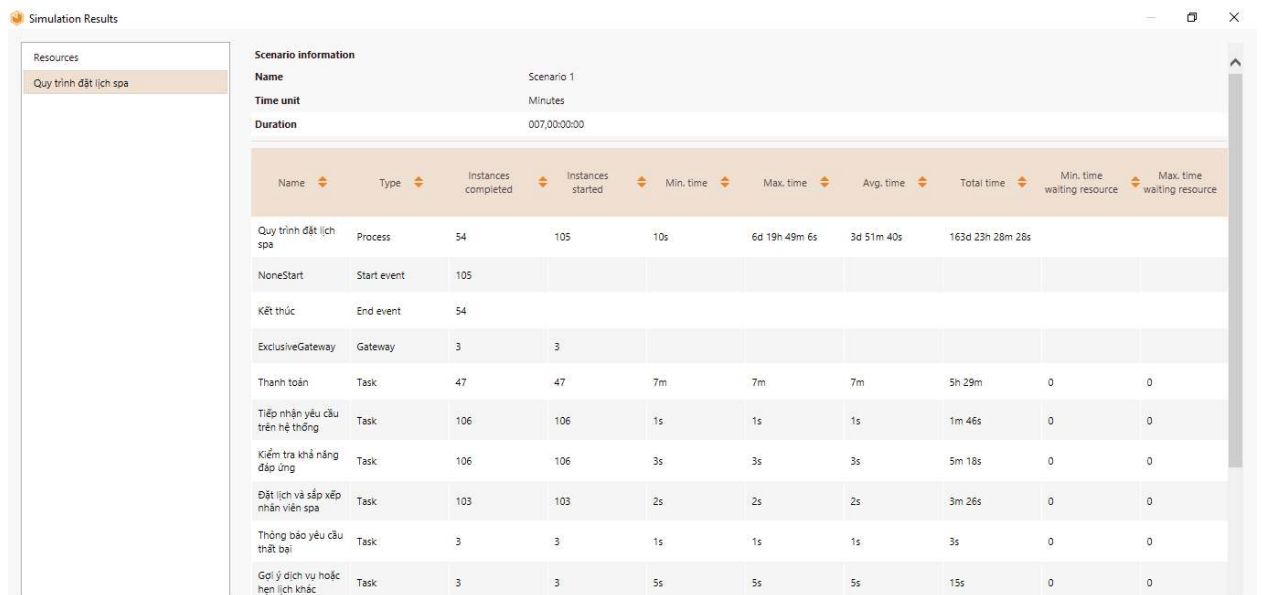 Simulation Results
Resources
Quy trình đặt lịch spa
Scenario information
Name Scenario 1
Time unit Minutes
Duration 007,00:00:00
Name Type Instances completed Instances started Min. time Max. time Avg. time Total time Min. time waiting resource Max. time waiting resource
Quy trình đặt lịch spa Process 54 105 10s 6d 19h 49m 6s 3d 51m 40s 163d 23h 28m 28s
NoneStart Start event 105
Kết thúc End event 54
ExclusiveGateway Gateway 3 3
Thanh toán Task 47 47 7m 7m 7m 5h 29m 0 0
Tiếp nhận yêu cầu trên hệ thống Task 106 106 1s 1s 1s 1m 46s 0 0
Kiểm tra khả năng đáp ứng Task 106 106 3s 3s 3s 5m 18s 0 0
Đặt lịch và sắp xếp nhân viên spa Task 103 103 2s 2s 2s 3m 26s 0 0
Thông báo yêu cầu thất bại Task 3 3 1s 1s 1s 3s 0 0
Gợi ý dịch vụ hoặc hẹn lịch khác Task 3 3 5s 5s 5s 15s 0 0